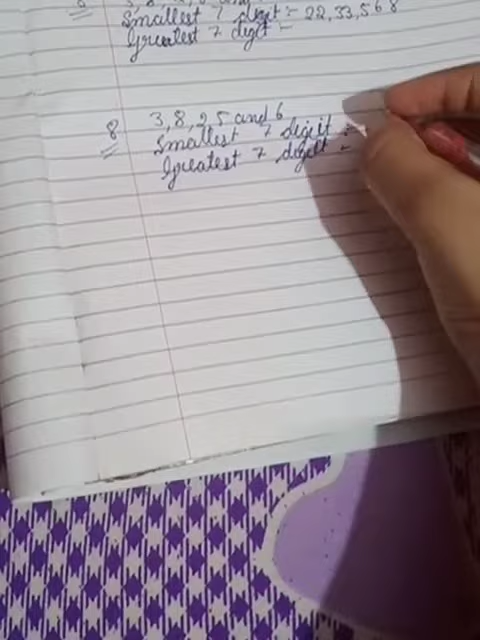 Smallest 7 digit :- 22,33,568
Greatest 7 digit :-
8 3,8,2,5 and 6
Smallest 7 digit :-
Greatest 7 digit :-